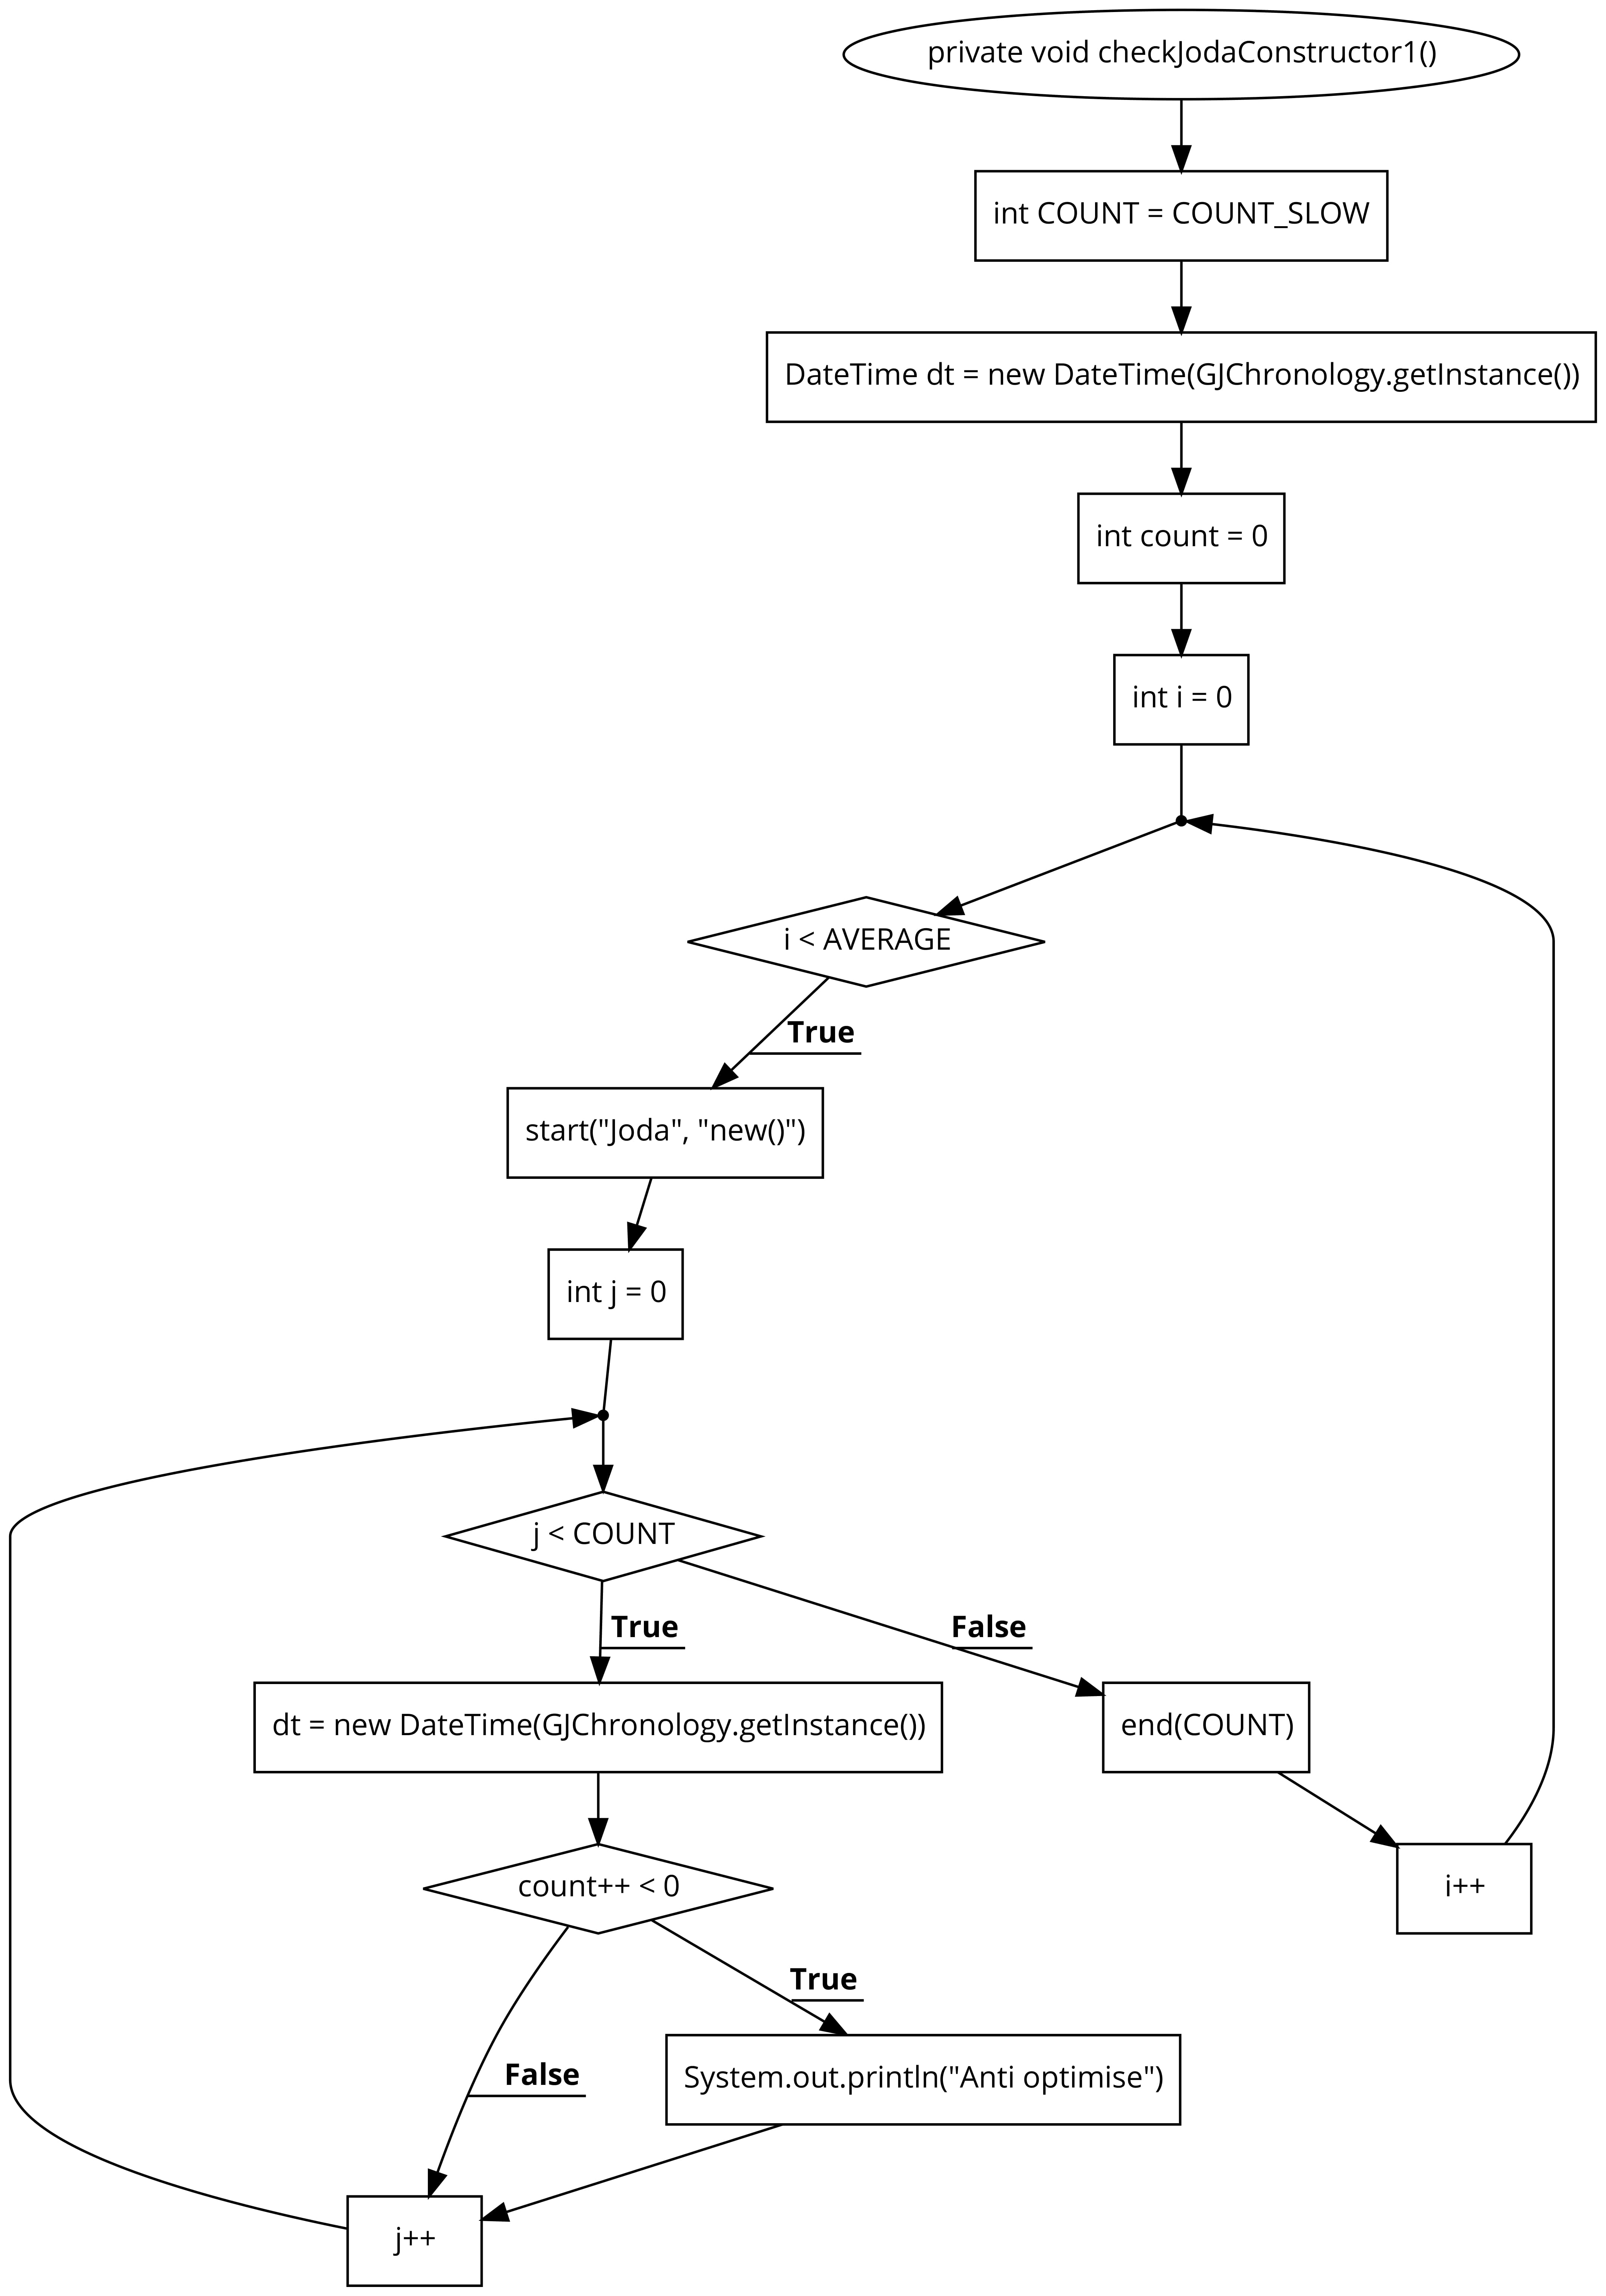 private void checkJodaConstructor1()
int COUNT = COUNT_SLOW
DateTime dt = new DateTime(GJChronology.getInstance())
int count = 0
int i = 0
i < AVERAGE
True
start("Joda", "new()")
int j = 0
j < COUNT
True
False
dt = new DateTime(GJChronology.getInstance())
end(COUNT)
count++ < 0
i++
True
False
System.out.println("Anti optimise")
j++